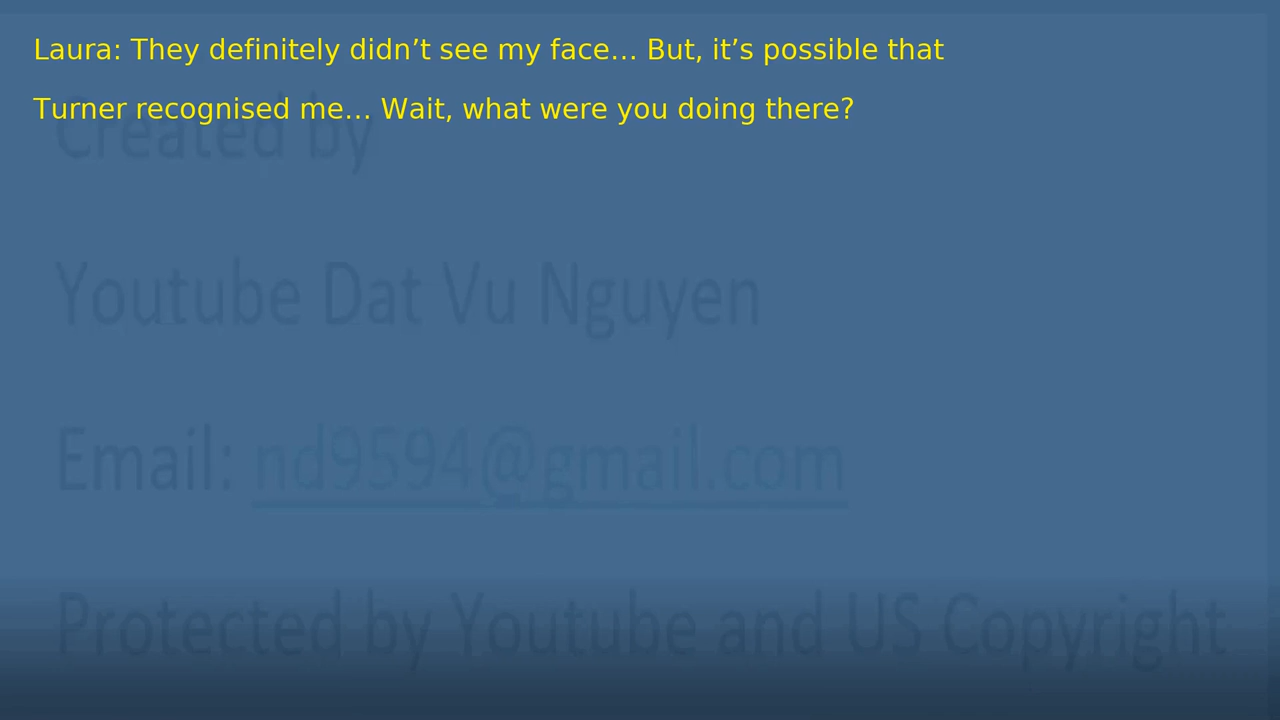 Laura: They definitely didn’t see my face… But, it’s possible that
Turner recognised me… Wait, what were you doing there?
Created by
Youtube Dat Vu Nguyen
Email: nd9594@gmail.com
Protected by Youtube and US Copyright